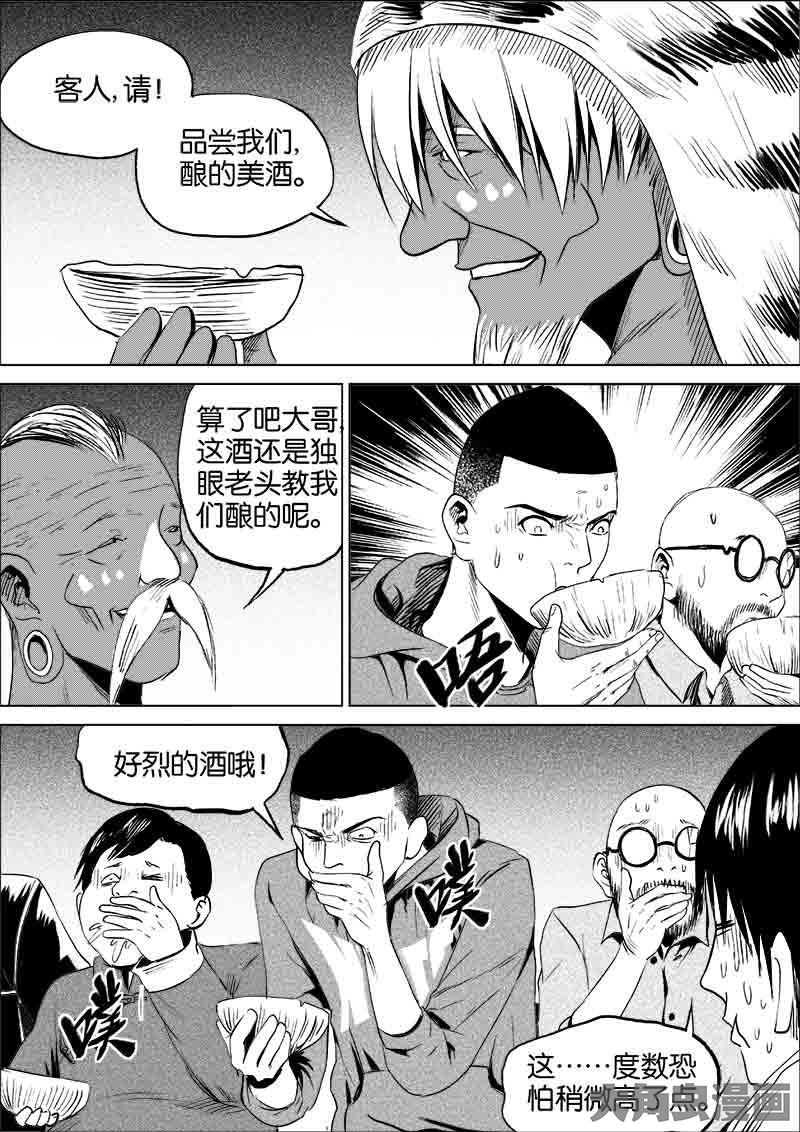 客人,请!
品尝我们,
酿的美酒。
算了吧大哥,
这酒还是独
眼老头教我
们酿的呢。
唔
好烈的酒哦!
噗
噗
这……度数恐
怕稍微高了点。
漫画